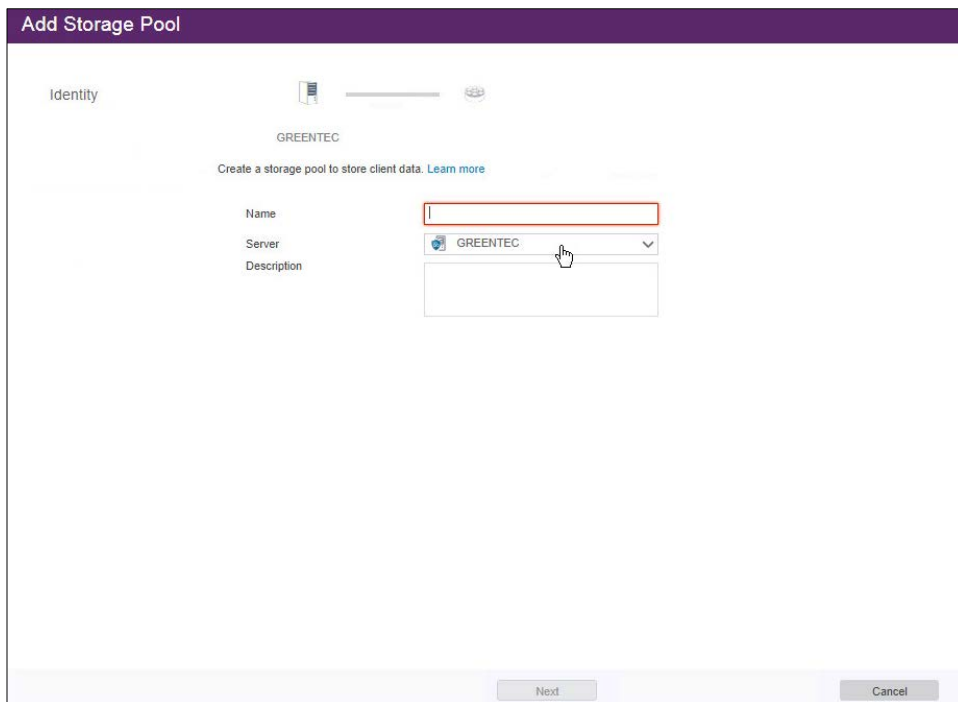 Add Storage Pool
Identity
GREENTEC
Create a storage pool to store client data. Learn more
Name
Server GREENTEC
Description
Next Cancel